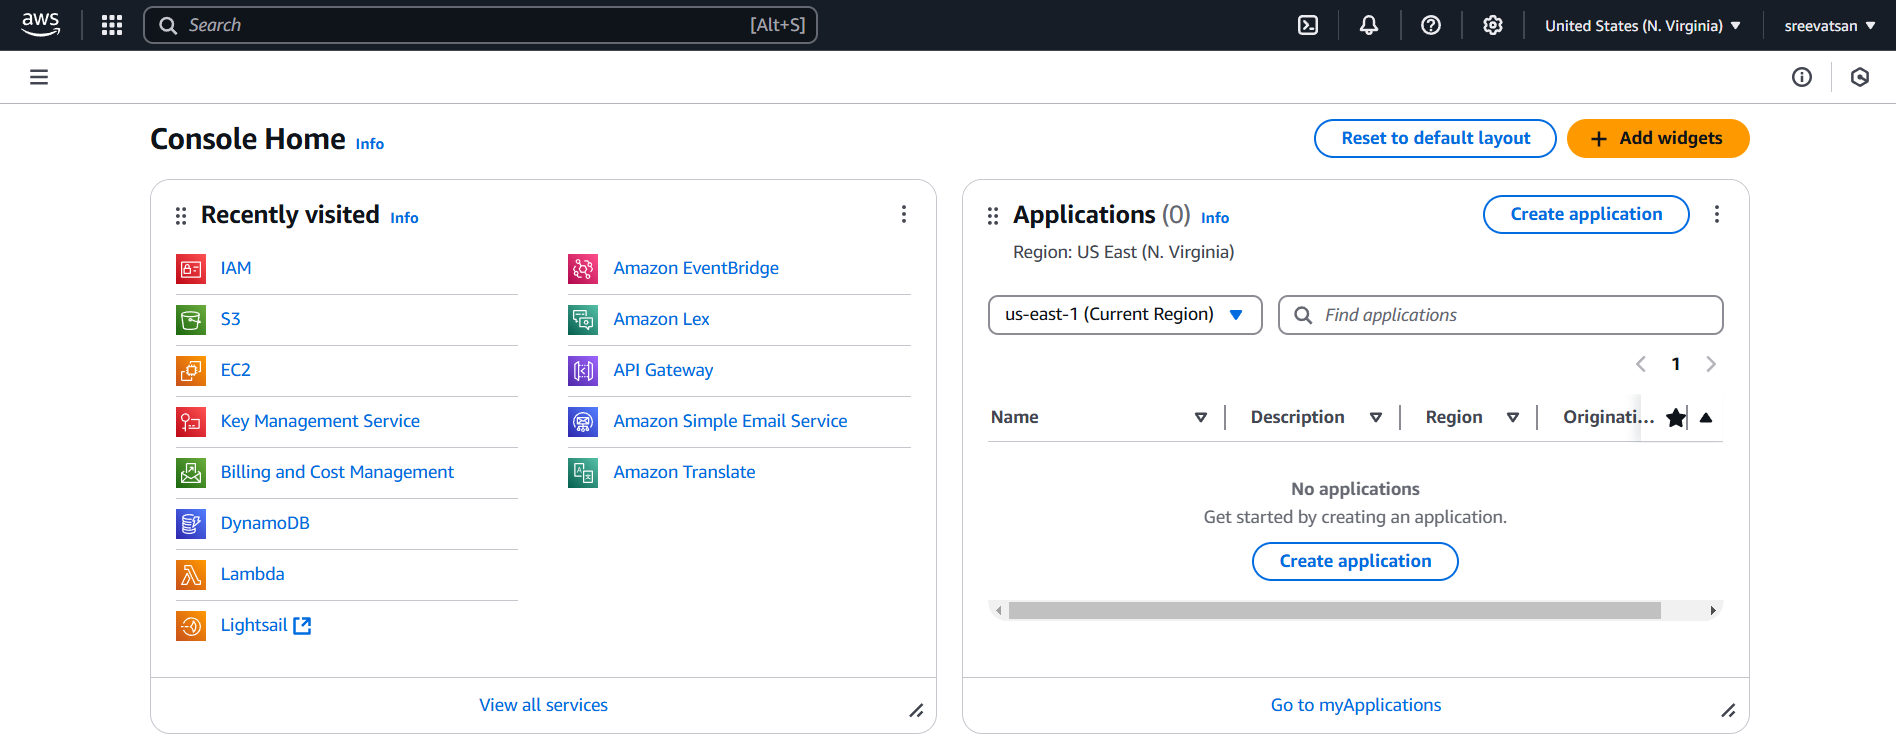 aws
Search [Alt+S]
United States (N. Virginia)
sreevatsan
Console Home Info
Reset to default layout
Add widgets
Recently visited Info
IAM
S3
EC2
Key Management Service
Billing and Cost Management
DynamoDB
Lambda
Lightsail
Amazon EventBridge
Amazon Lex
API Gateway
Amazon Simple Email Service
Amazon Translate
View all services
Applications (0) Info
Create application
Region: US East (N. Virginia)
us-east-1 (Current Region)
Find applications
1
Name Description Region Originati...
No applications
Get started by creating an application.
Create application
Go to myApplications